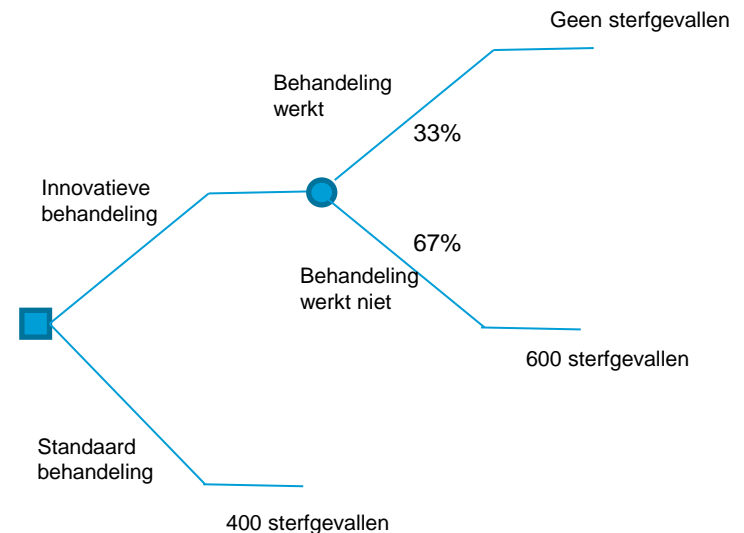 Geen sterfgevallen
Behandeling
werkt
33%
Innovatieve
behandeling
67%
Behandeling
werkt niet
600 sterfgevallen
Standaard
behandeling
400 sterfgevallen